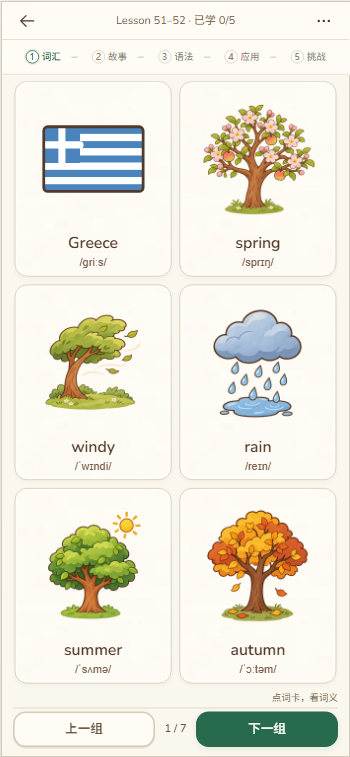 Lesson 51–52 · 已学 0/5
1 词汇 – 2 故事 – 3 语法 – 4 应用 – 5 挑战
Greece spring
/griːs/ /sprɪŋ/
windy rain
/ˈwɪndi/ /reɪn/
summer autumn
/ˈsʌmə/ /ˈɔːtəm/
点词卡，看词义
上一组 1 / 7 下一组